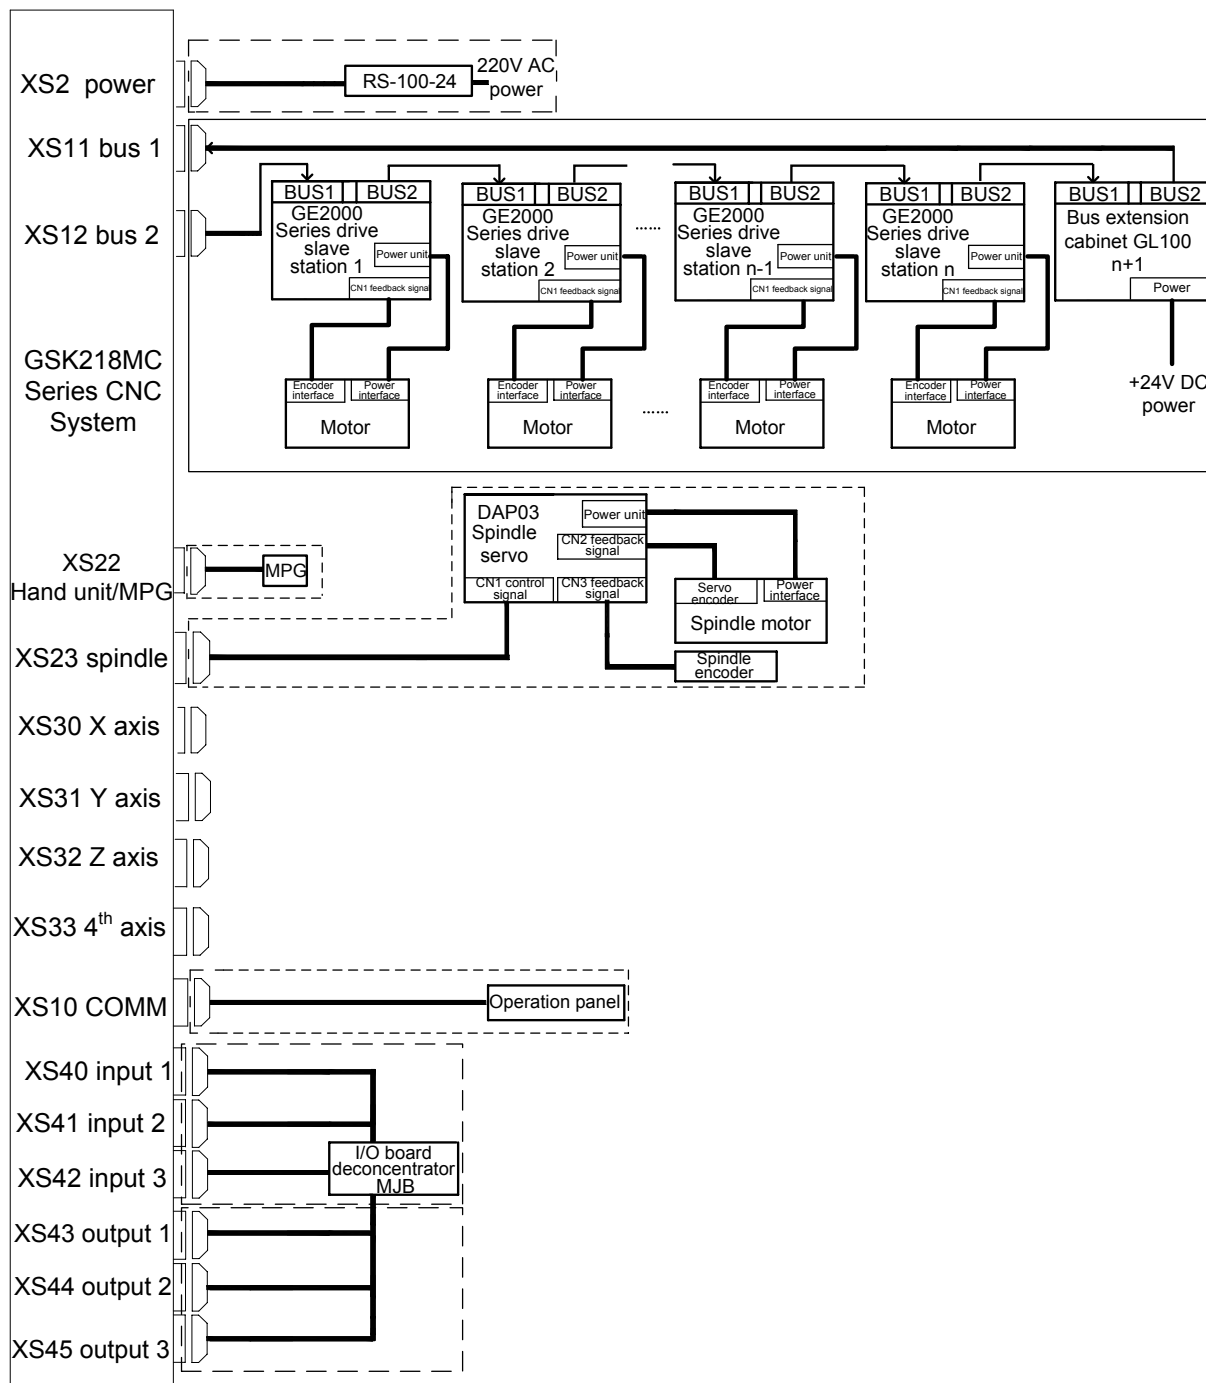 XS2 power
RS-100-24
220V AC
power
XS11 bus 1
XS12 bus 2
BUS1 BUS2
GE2000
Series drive
slave
station 1
Power unit
CN1 feedback signal
BUS1 BUS2
GE2000
Series drive
slave
station 2
Power unit
CN1 feedback signal
......
BUS1 BUS2
GE2000
Series drive
slave
station n-1
Power unit
CN1 feedback signal
BUS1 BUS2
GE2000
Series drive
slave
station n
Power unit
CN1 feedback signal
BUS1 BUS2
Bus extension
cabinet GL100
n+1
Power
+24V DC
power
GSK218MC
Series CNC
System
Encoder
interface
Power
interface
Motor
Encoder
interface
Power
interface
Motor
......
Encoder
interface
Power
interface
Motor
Encoder
interface
Power
interface
Motor
XS22
Hand unit/MPG
MPG
DAP03
Spindle
servo
Power unit
CN2 feedback
signal
CN1 control
signal
CN3 feedback
signal
Servo
encoder
Power
interface
Spindle motor
XS23 spindle
Spindle
encoder
XS30 X axis
XS31 Y axis
XS32 Z axis
XS33 4th axis
XS10 COMM
Operation panel
XS40 input 1
XS41 input 2
XS42 input 3
I/O board
deconcentrator
MJB
XS43 output 1
XS44 output 2
XS45 output 3